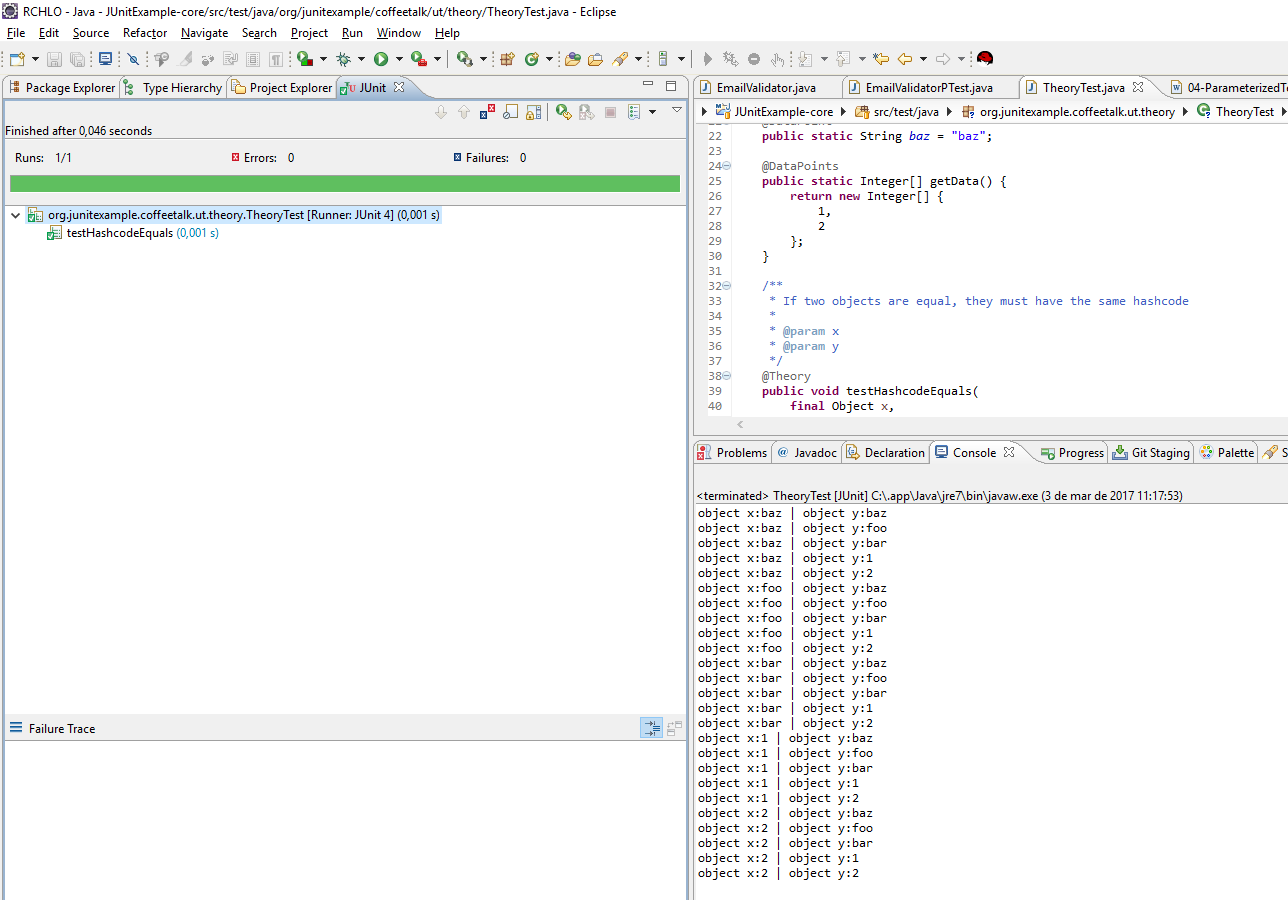 RCHLO - Java - JUnitExample-core/src/test/java/org/junitexample/coffeetalk/ut/theory/TheoryTest.java - Eclipse
File Edit Source Refactor Navigate Search Project Run Window Help
Package Explorer Type Hierarchy Project Explorer JUnit
Finished after 0,046 seconds
Runs: 1/1 Errors: 0 Failures: 0
org.junitexample.coffeetalk.ut.theory.TheoryTest [Runner: JUnit 4] (0,001 s)
testHashcodeEquals (0,001 s)
Failure Trace
EmailValidator.java EmailValidatorPTest.java TheoryTest.java 04-ParameterizedTe
JUnitExample-core src/test/java org.junitexample.coffeetalk.ut.theory TheoryTest
22 public static String baz = "baz";
23
24 @DataPoints
25 public static Integer[] getData() {
26 return new Integer[] {
27 1,
28 2
29 };
30 }
31
32 /**
33 * If two objects are equal, they must have the same hashcode
34 *
35 * @param x
36 * @param y
37 */
38 @Theory
39 public void testHashcodeEquals(
40 final Object x,
Problems @ Javadoc Declaration Console Progress Git Staging Palette S
<terminated> TheoryTest [JUnit] C:\.app\Java\jre7\bin\javaw.exe (3 de mar de 2017 11:17:53)
object x:baz | object y:baz
object x:baz | object y:foo
object x:baz | object y:bar
object x:baz | object y:1
object x:baz | object y:2
object x:foo | object y:baz
object x:foo | object y:foo
object x:foo | object y:bar
object x:foo | object y:1
object x:foo | object y:2
object x:bar | object y:baz
object x:bar | object y:foo
object x:bar | object y:bar
object x:bar | object y:1
object x:bar | object y:2
object x:1 | object y:baz
object x:1 | object y:foo
object x:1 | object y:bar
object x:1 | object y:1
object x:1 | object y:2
object x:2 | object y:baz
object x:2 | object y:foo
object x:2 | object y:bar
object x:2 | object y:1
object x:2 | object y:2